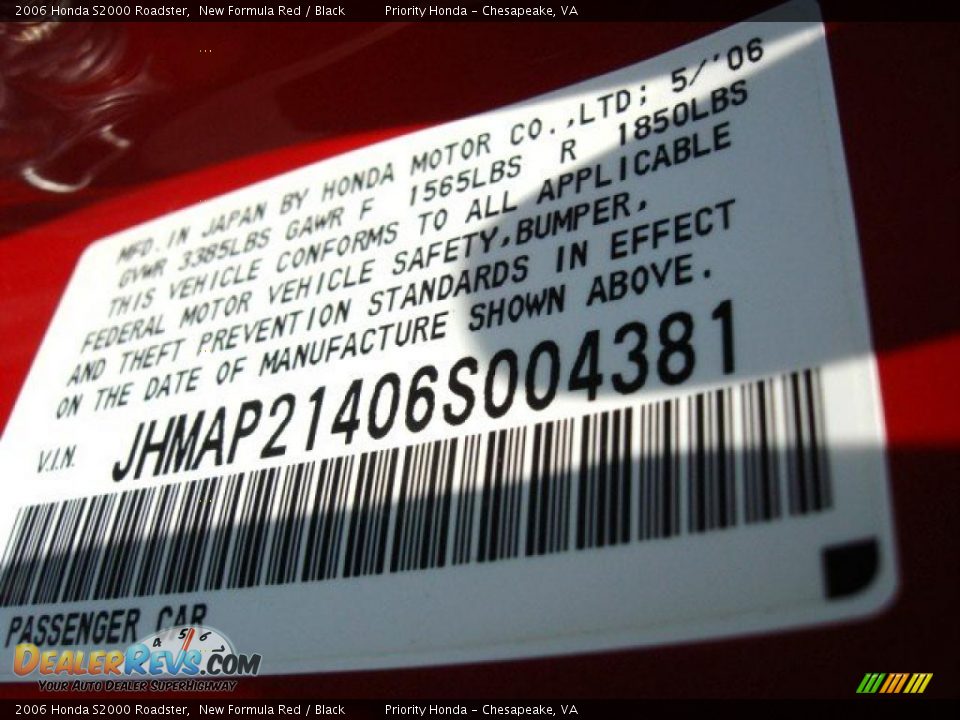 2006 Honda S2000 Roadster,  New Formula Red / Black        Priority Honda - Chesapeake, VA
MFD. IN JAPAN BY HONDA MOTOR CO.,LTD; 5/'06
GVWR 3385LBS GAWR F 1565LBS R 1850LBS
THIS VEHICLE CONFORMS TO ALL APPLICABLE
FEDERAL MOTOR VEHICLE SAFETY,BUMPER,
AND THEFT PREVENTION STANDARDS IN EFFECT
ON THE DATE OF MANUFACTURE SHOWN ABOVE.
V.I.N. JHMAP21406S004381
PASSENGER CAR
4 5 6
DEALERREVS.COM
YOUR AUTO DEALER SUPERHIGHWAY
2006 Honda S2000 Roadster,  New Formula Red / Black        Priority Honda - Chesapeake, VA